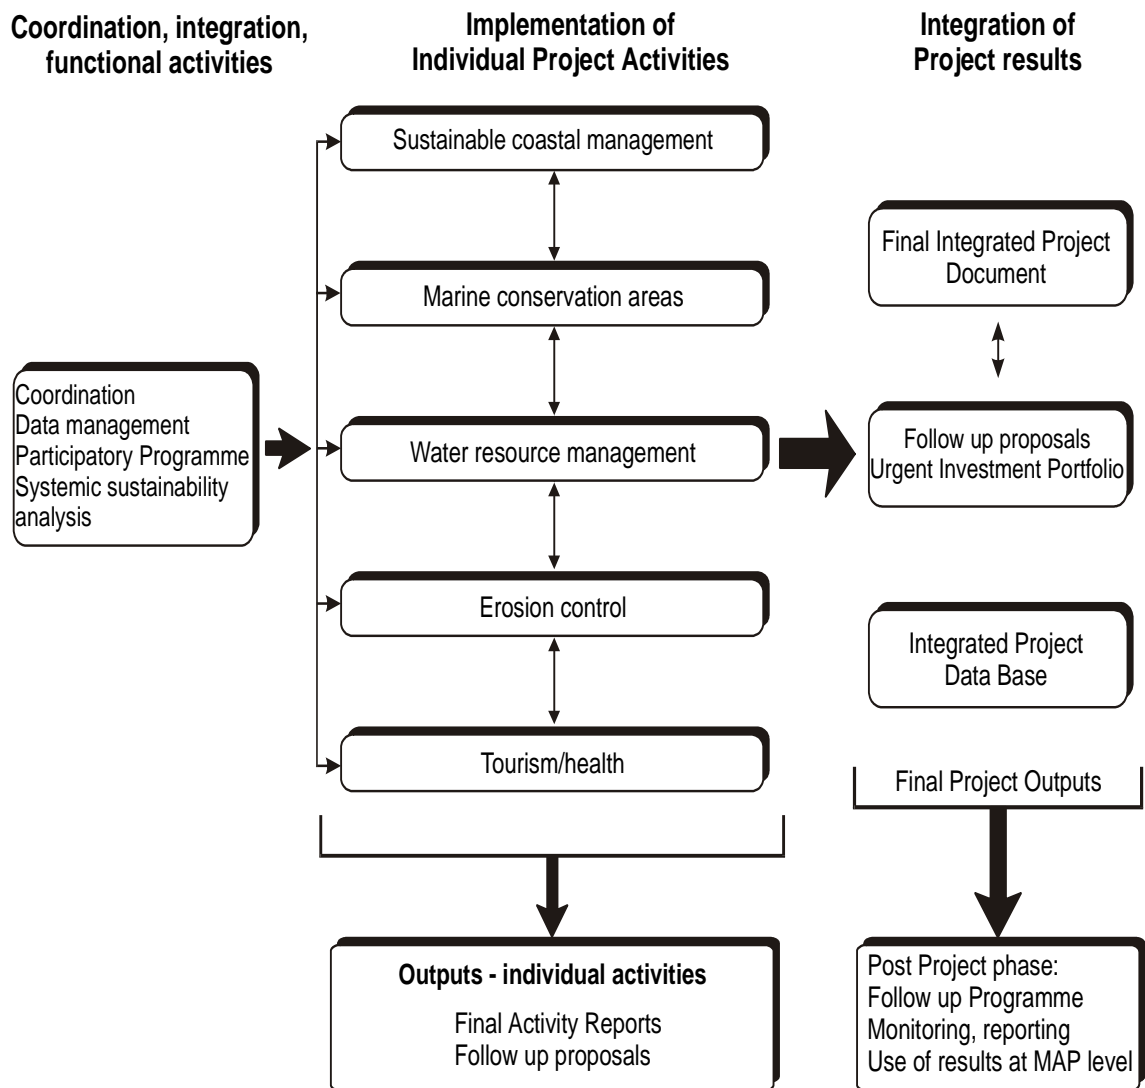 Coordination, integration,
functional activities
Implementation of
Individual Project Activities
Integration of
Project results
Coordination
Data management
Participatory Programme
Systemic sustainability
analysis
Sustainable coastal management
Marine conservation areas
Water resource management
Erosion control
Tourism/health
Outputs - individual activities
Final Activity Reports
Follow up proposals
Final Integrated Project
Document
Follow up proposals
Urgent Investment Portfolio
Integrated Project
Data Base
Final Project Outputs
Post Project phase:
Follow up Programme
Monitoring, reporting
Use of results at MAP level